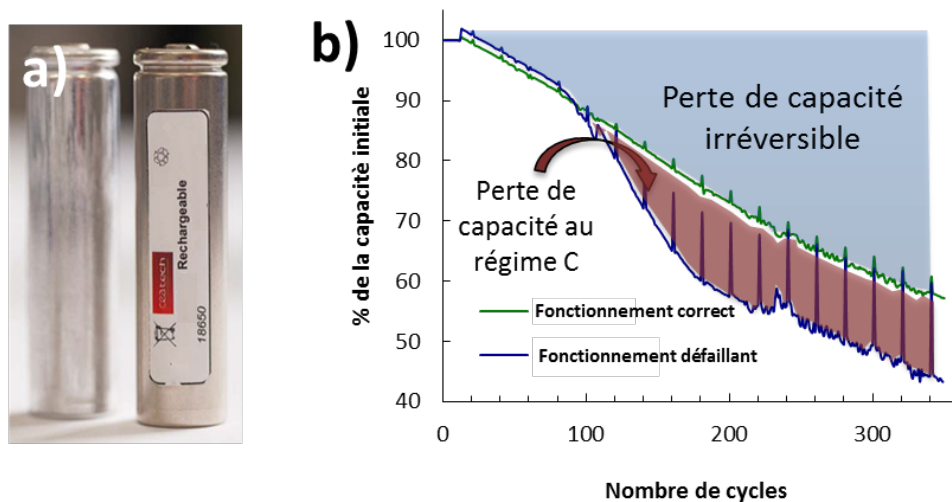 a)
Rechargeable
18650
b)
% de la capacité initiale
100
90
80
70
60
50
40
Perte de capacité
irréversible
Perte de
capacité au
régime C
Fonctionnement correct
Fonctionnement défaillant
0
100
200
300
Nombre de cycles